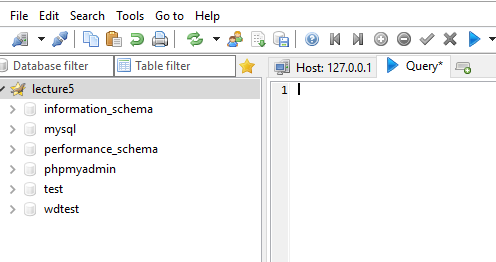 File Edit Search Tools Go to Help
Database filter Table filter
Host: 127.0.0.1 Query*
lecture5
information_schema
mysql
performance_schema
phpmyadmin
test
wdtest
1